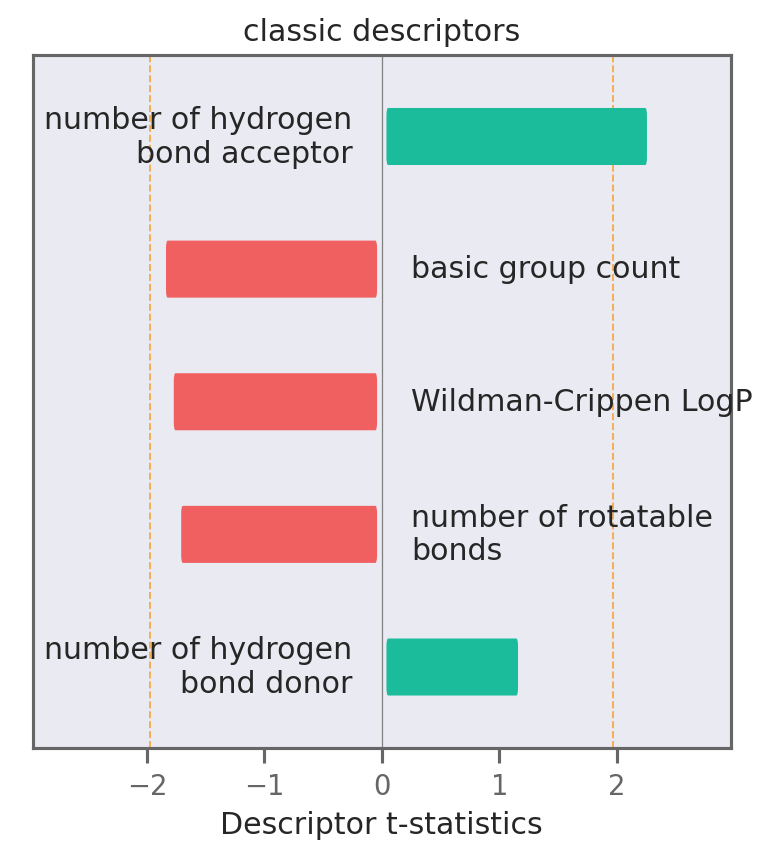 classic descriptors
number of hydrogen
bond acceptor
basic group count
Wildman-Crippen LogP
number of rotatable
bonds
number of hydrogen
bond donor
−2 −1 0 1 2
Descriptor t-statistics